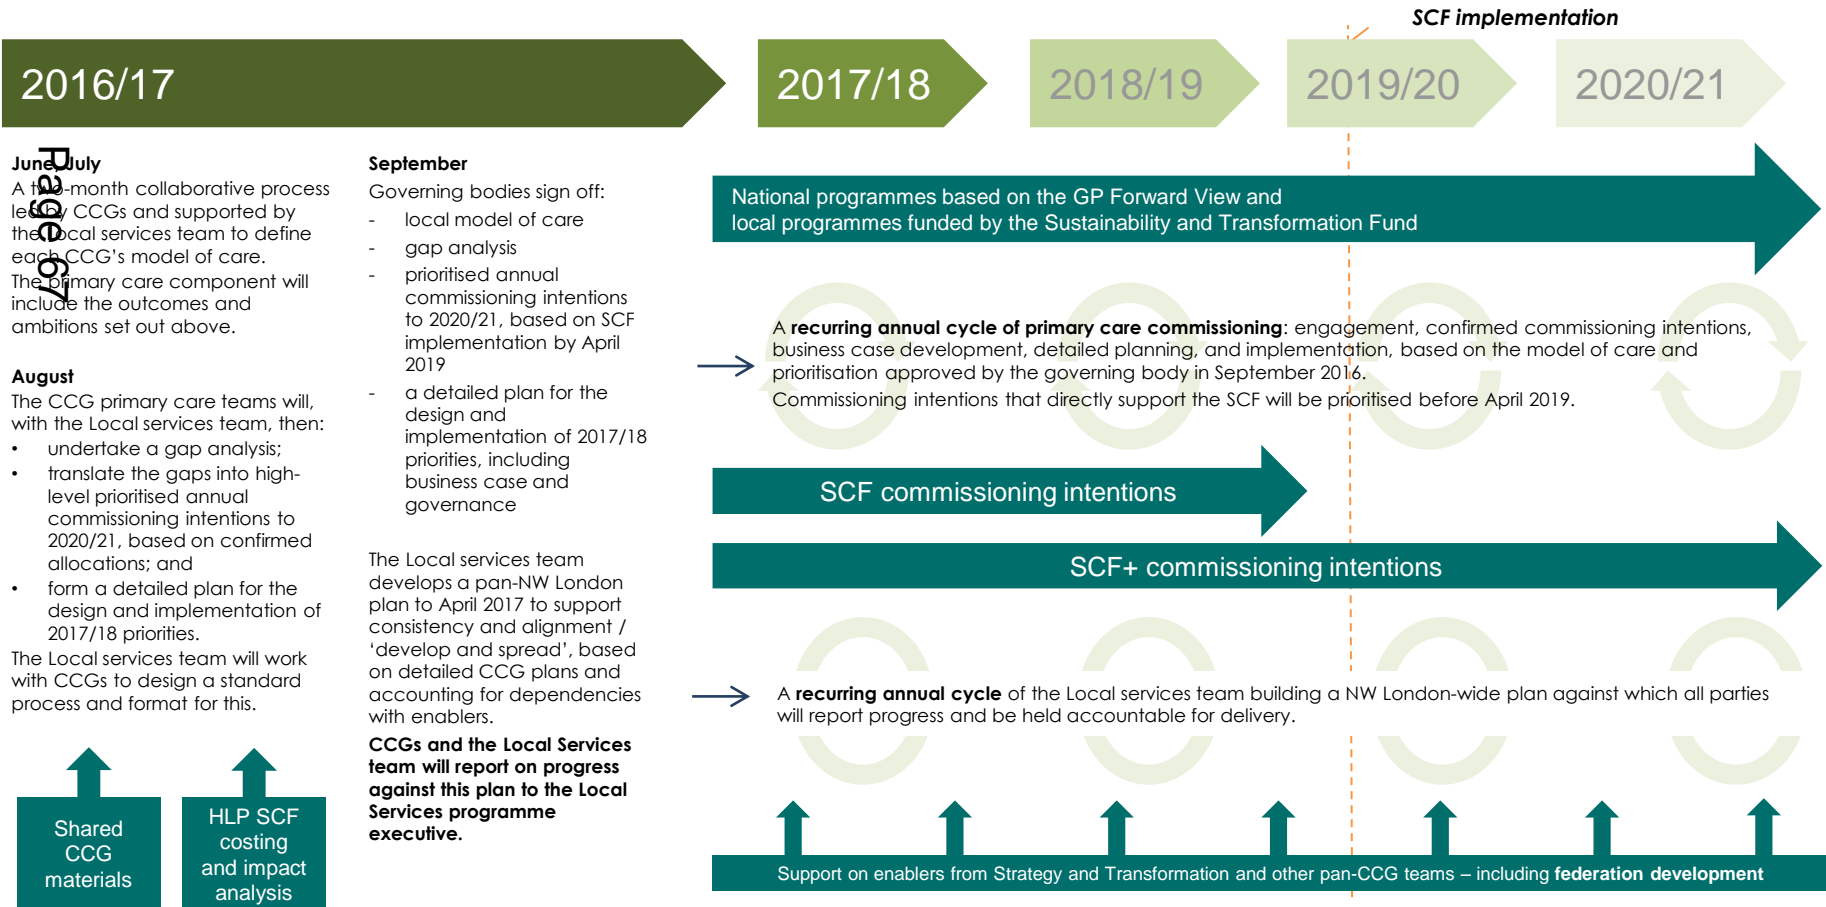 SCF implementation
2016/17
2017/18
2018/19
2019/20
2020/21
Page 67
June, July
A two-month collaborative process
led by CCGs and supported by
the Local services team to define
each CCG's model of care.
The primary care component will
include the outcomes and
ambitions set out above.
August
The CCG primary care teams will,
with the Local services team, then:
• undertake a gap analysis;
• translate the gaps into high-
level prioritised annual
commissioning intentions to
2020/21, based on confirmed
allocations; and
• form a detailed plan for the
design and implementation of
2017/18 priorities.
The Local services team will work
with CCGs to design a standard
process and format for this.
Shared
CCG
materials
HLP SCF
costing
and impact
analysis
September
Governing bodies sign off:
- local model of care
- gap analysis
- prioritised annual
commissioning intentions
to 2020/21, based on SCF
implementation by April
2019
- a detailed plan for the
design and
implementation of 2017/18
priorities, including
business case and
governance
The Local services team
develops a pan-NW London
plan to April 2017 to support
consistency and alignment /
'develop and spread', based
on detailed CCG plans and
accounting for dependencies
with enablers.
CCGs and the Local Services
team will report on progress
against this plan to the Local
Services programme
executive.
National programmes based on the GP Forward View and
local programmes funded by the Sustainability and Transformation Fund
A recurring annual cycle of primary care commissioning: engagement, confirmed commissioning intentions,
business case development, detailed planning, and implementation, based on the model of care and
prioritisation approved by the governing body in September 2016.
Commissioning intentions that directly support the SCF will be prioritised before April 2019.
SCF commissioning intentions
SCF+ commissioning intentions
A recurring annual cycle of the Local services team building a NW London-wide plan against which all parties
will report progress and be held accountable for delivery.
Support on enablers from Strategy and Transformation and other pan-CCG teams – including federation development